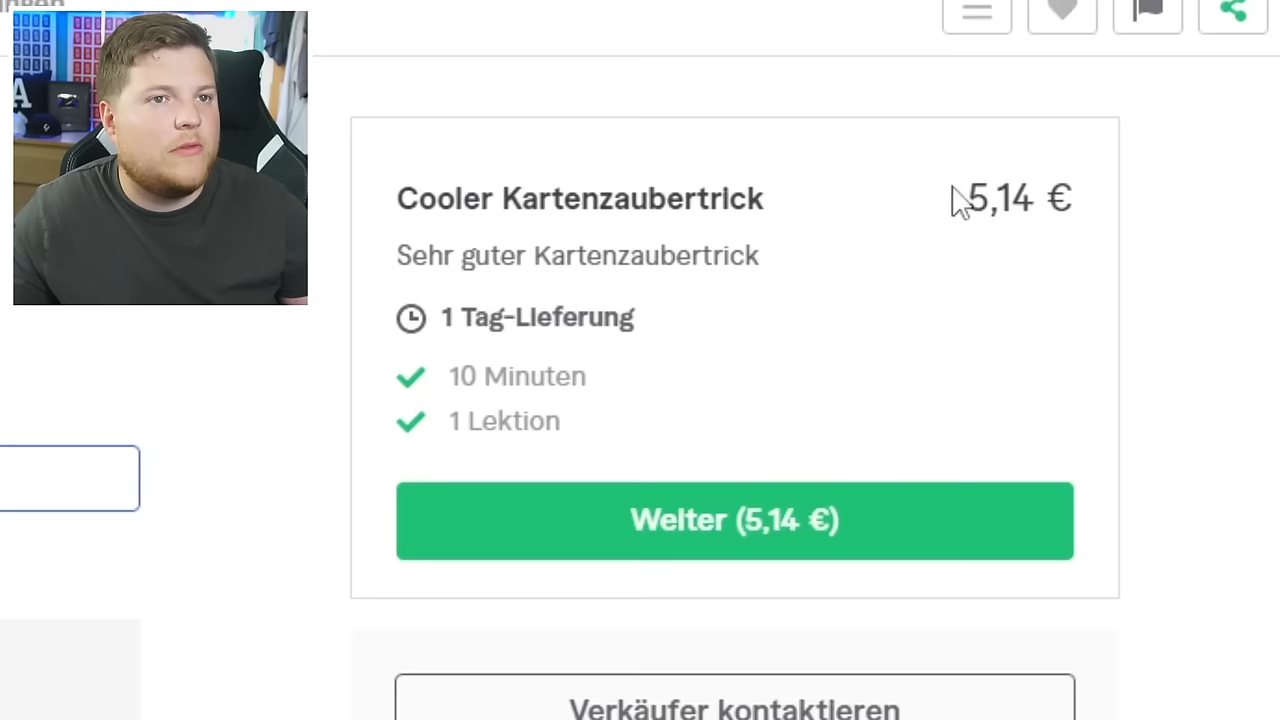 Cooler Kartenzaubertrick
5,14 €
Sehr guter Kartenzaubertrick
1 Tag-Lieferung
10 Minuten
1 Lektion
Weiter (5,14 €)
Verkäufer kontaktieren